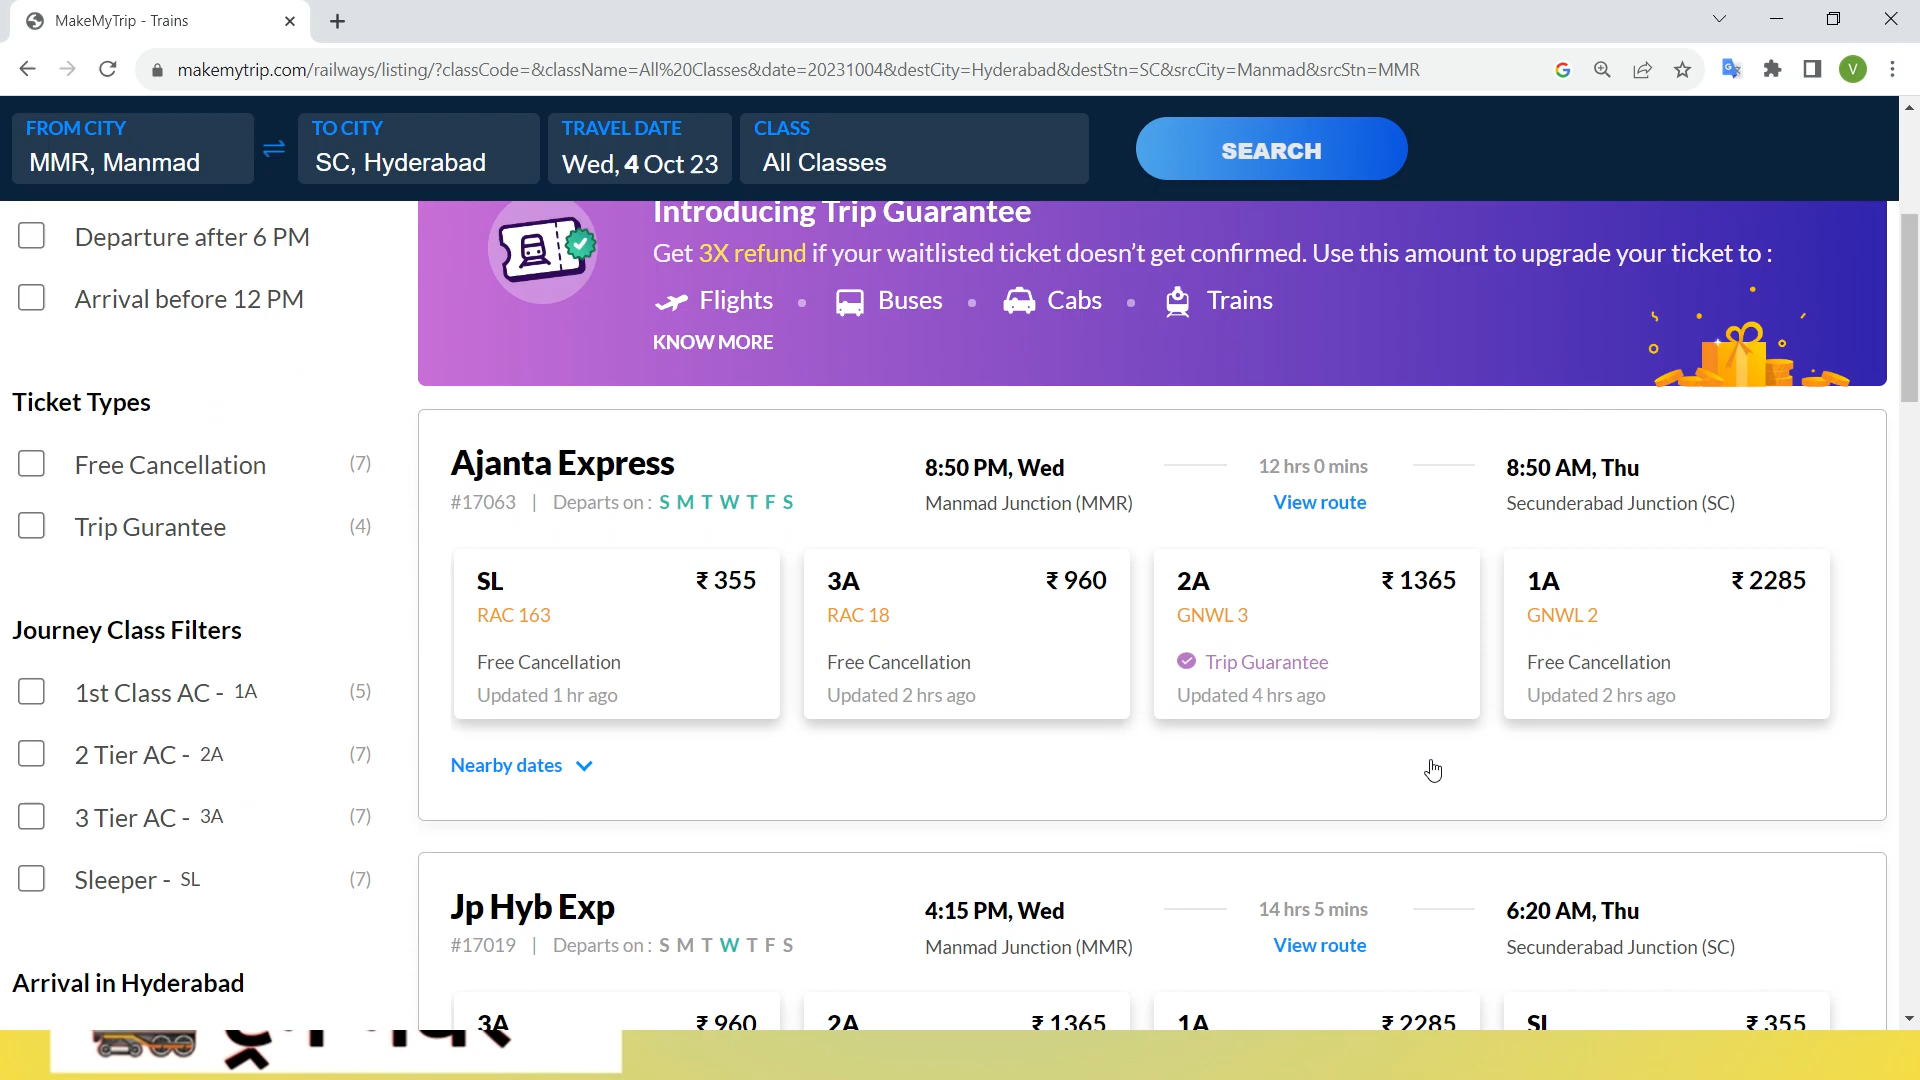 MakeMyTrip - Trains
makemytrip.com/railways/listing/?classCode=&className=All%20Classes&date=20231004&destCity=Hyderabad&destStn=SC&srcCity=Manmad&srcStn=MMR
V
FROM CITY
MMR, Manmad
TO CITY
SC, Hyderabad
TRAVEL DATE
Wed, 4 Oct 23
CLASS
All Classes
SEARCH
Departure after 6 PM
Arrival before 12 PM
Ticket Types
Free Cancellation (7)
Trip Gurantee (4)
Journey Class Filters
1st Class AC - 1A (5)
2 Tier AC - 2A (7)
3 Tier AC - 3A (7)
Sleeper - SL (7)
Arrival in Hyderabad
Introducing Trip Guarantee
Get 3X refund if your waitlisted ticket doesn't get confirmed. Use this amount to upgrade your ticket to :
Flights • Buses • Cabs • Trains
KNOW MORE
Ajanta Express
#17063 | Departs on : S M T W T F S
8:50 PM, Wed
Manmad Junction (MMR)
12 hrs 0 mins
View route
8:50 AM, Thu
Secunderabad Junction (SC)
SL ₹ 355
RAC 163
Free Cancellation
Updated 1 hr ago
3A ₹ 960
RAC 18
Free Cancellation
Updated 2 hrs ago
2A ₹ 1365
GNWL 3
Trip Guarantee
Updated 4 hrs ago
1A ₹ 2285
GNWL 2
Free Cancellation
Updated 2 hrs ago
Nearby dates
Jp Hyb Exp
#17019 | Departs on : S M T W T F S
4:15 PM, Wed
Manmad Junction (MMR)
14 hrs 5 mins
View route
6:20 AM, Thu
Secunderabad Junction (SC)
3A ₹ 960
2A ₹ 1365
1A ₹ 2285
SL ₹ 355